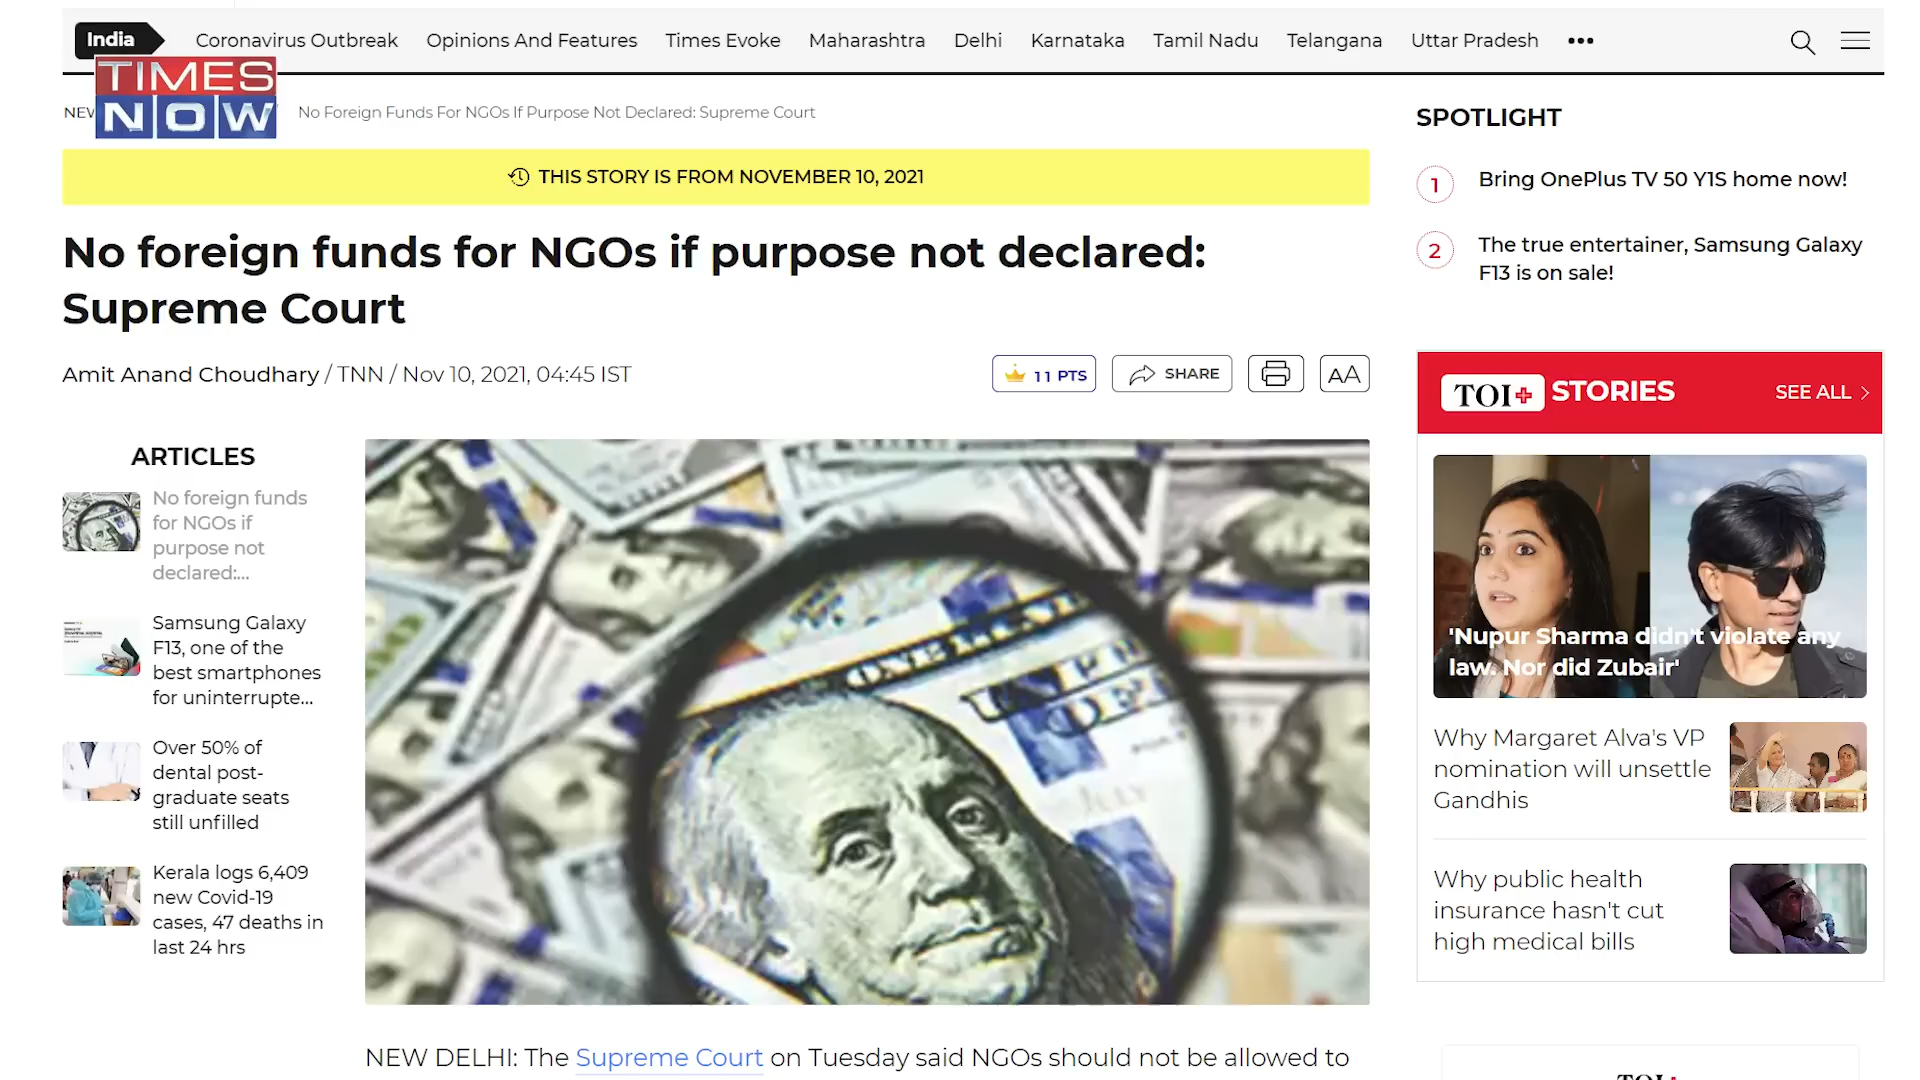 India
Coronavirus Outbreak
Opinions And Features
Times Evoke
Maharashtra
Delhi
Karnataka
Tamil Nadu
Telangana
Uttar Pradesh
TIMES
NOW
No Foreign Funds For NGOs If Purpose Not Declared: Supreme Court
THIS STORY IS FROM NOVEMBER 10, 2021
No foreign funds for NGOs if purpose not declared:
Supreme Court
Amit Anand Choudhary / TNN / Nov 10, 2021, 04:45 IST
11 PTS
SHARE
AA
ARTICLES
No foreign funds
for NGOs if
purpose not
declared:...
Samsung Galaxy
F13, one of the
best smartphones
for uninterrupte...
Over 50% of
dental post-
graduate seats
still unfilled
Kerala logs 6,409
new Covid-19
cases, 47 deaths in
last 24 hrs
NEW DELHI: The Supreme Court on Tuesday said NGOs should not be allowed to
SPOTLIGHT
1 Bring OnePlus TV 50 Y1S home now!
2 The true entertainer, Samsung Galaxy
F13 is on sale!
TOI+ STORIES
SEE ALL >
'Nupur Sharma didn't violate any
law. Nor did Zubair'
Why Margaret Alva's VP
nomination will unsettle
Gandhis
Why public health
insurance hasn't cut
high medical bills